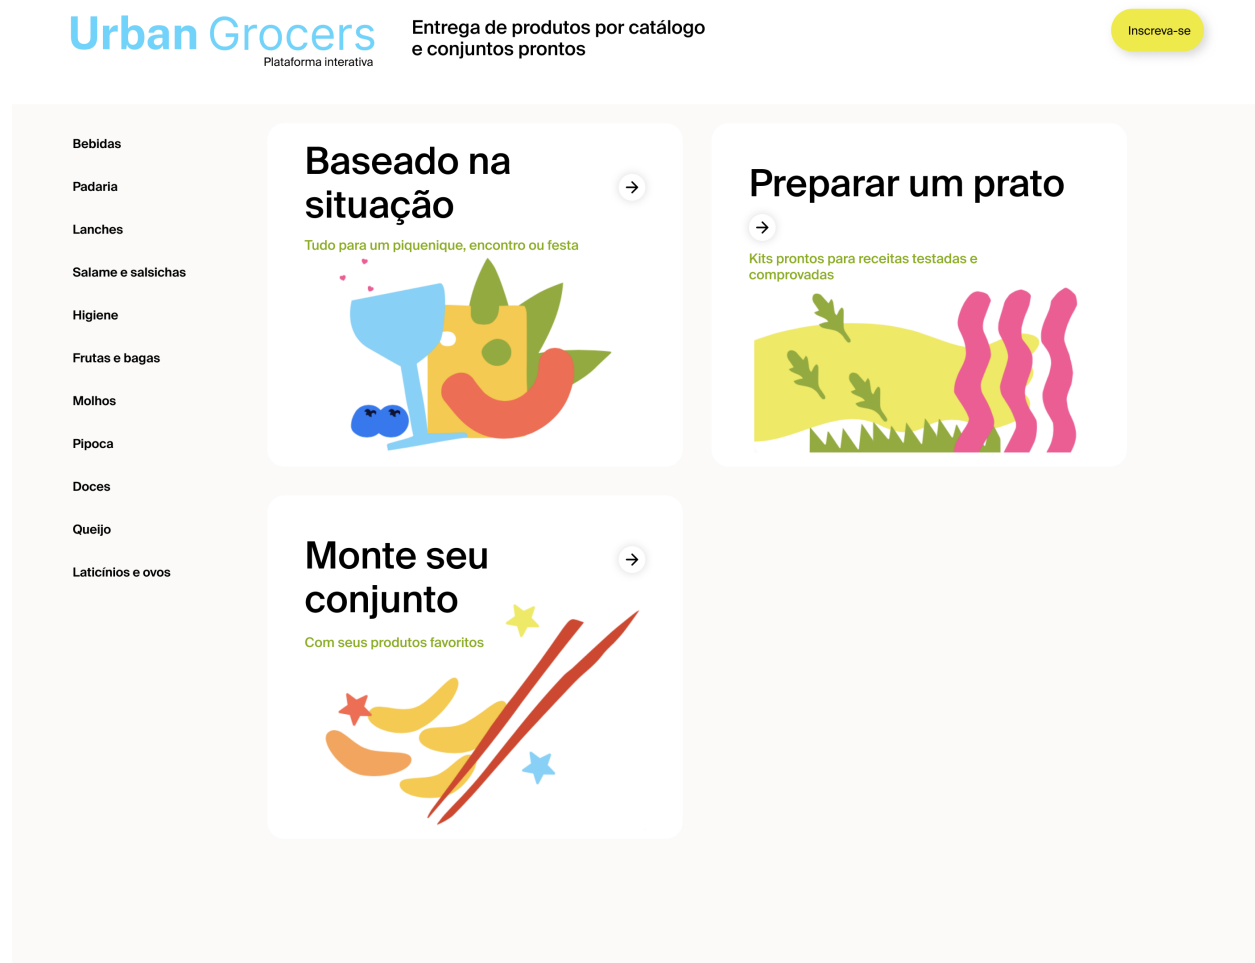 Urban Grocers
Plataforma interativa
Entrega de produtos por catálogo
e conjuntos prontos
Inscreva-se
Bebidas
Padaria
Lanches
Salame e salsichas
Higiene
Frutas e bagas
Molhos
Pipoca
Doces
Queijo
Laticínios e ovos
Baseado na
situação
Tudo para um piquenique, encontro ou festa
Preparar um prato
Kits prontos para receitas testadas e
comprovadas
Monte seu
conjunto
Com seus produtos favoritos